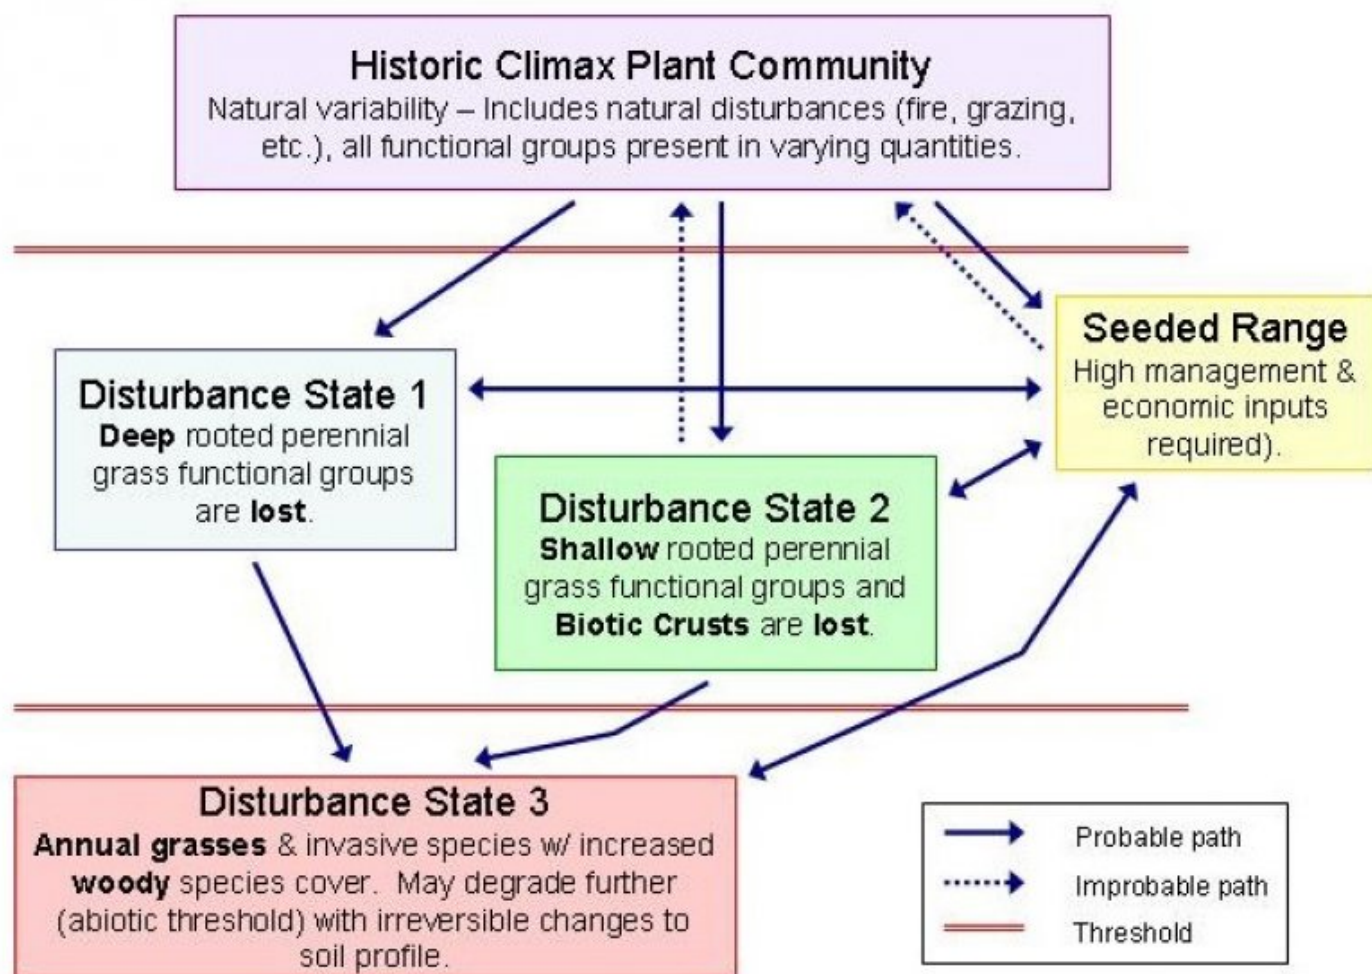 Historic Climax Plant Community
Natural variability – Includes natural disturbances (fire, grazing,
etc.), all functional groups present in varying quantities.
Seeded Range
High management &
economic inputs
required).
Disturbance State 1
Deep rooted perennial
grass functional groups
are lost.
Disturbance State 2
Shallow rooted perennial
grass functional groups and
Biotic Crusts are lost.
Disturbance State 3
Annual grasses & invasive species w/ increased
woody species cover. May degrade further
(abiotic threshold) with irreversible changes to
soil profile.
Probable path
Improbable path
Threshold